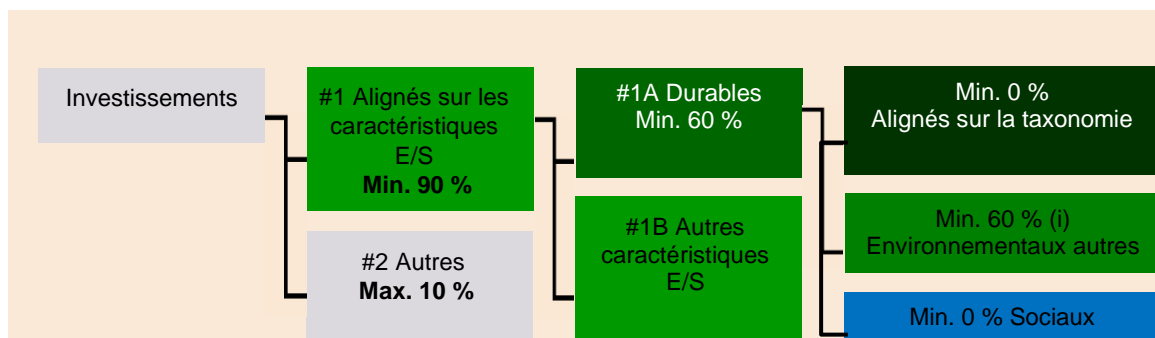 Investissements
#1 Alignés sur les
caractéristiques
E/S
Min. 90 %
#2 Autres
Max. 10 %
#1A Durables
Min. 60 %
#1B Autres
caractéristiques
E/S
Min. 0 %
Alignés sur la taxonomie
Min. 60 % (i)
Environnementaux autres
Min. 0 % Sociaux